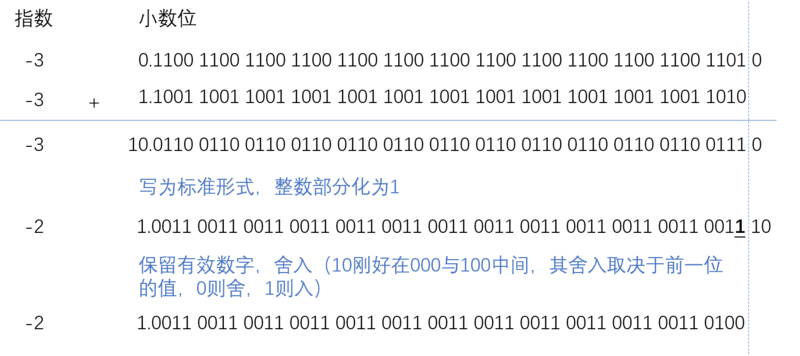 指数 小数位
-3 0.1100 1100 1100 1100 1100 1100 1100 1100 1100 1100 1100 1100 1101 0
-3 + 1.1001 1001 1001 1001 1001 1001 1001 1001 1001 1001 1001 1001 1010
-3 10.0110 0110 0110 0110 0110 0110 0110 0110 0110 0110 0110 0110 0111 0
写为标准形式，整数部分化为1
-2 1.0011 0011 0011 0011 0011 0011 0011 0011 0011 0011 0011 0011 0011 10
保留有效数字，舍入（10刚好在000与100中间，其舍入取决于前一位
的值，0则舍，1则入）
-2 1.0011 0011 0011 0011 0011 0011 0011 0011 0011 0011 0011 0011 0100